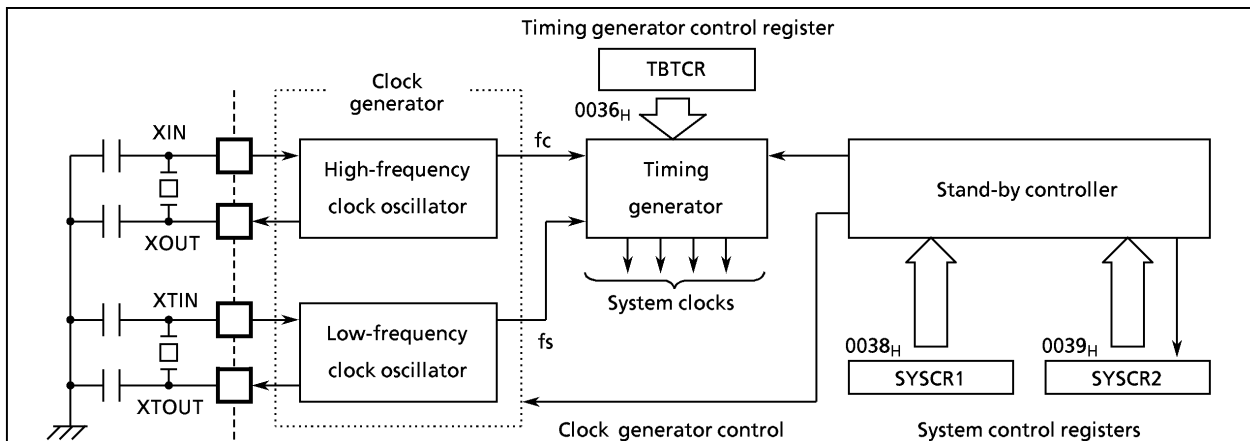 Timing generator control register
TBTCR
Clock
generator
0036H
XIN
fc
High-frequency
clock oscillator
Timing
generator
Stand-by controller
XOUT
System clocks
XTIN
Low-frequency
clock oscillator
fs
0038H
0039H
SYSCR1
SYSCR2
XTOUT
Clock generator control
System control registers